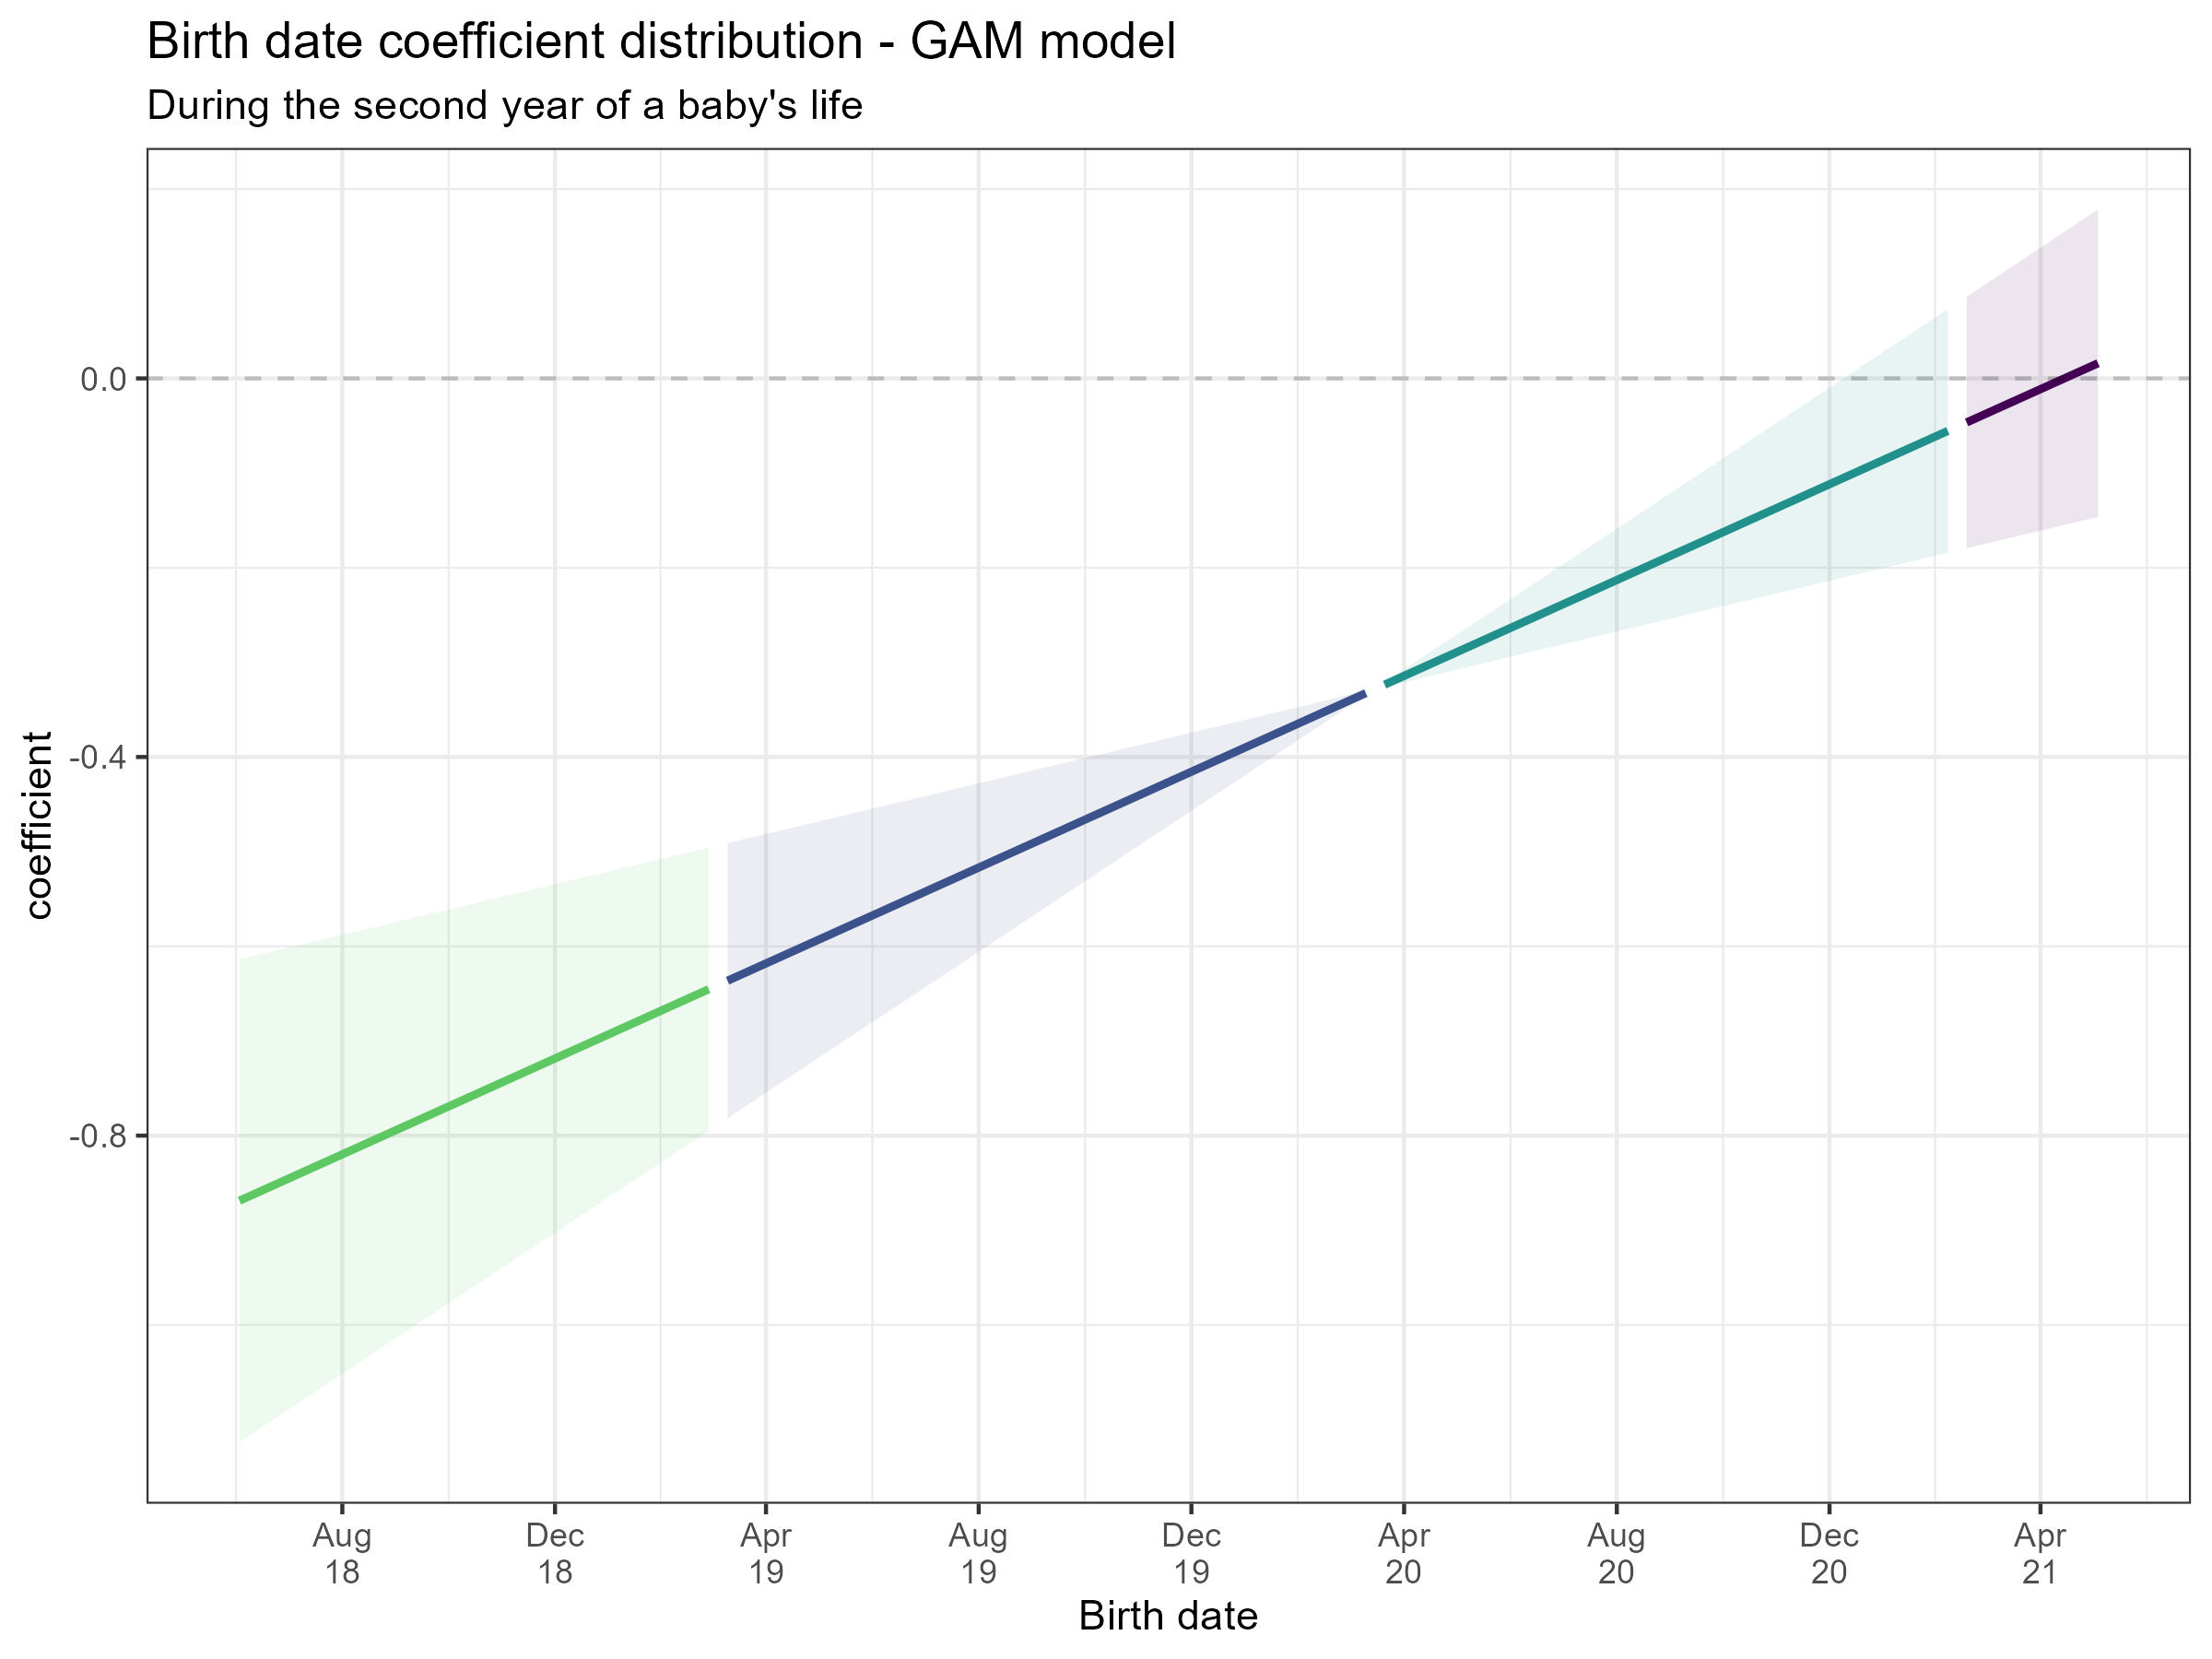 Birth date coefficient distribution - GAM model
During the second year of a baby's life
coefficient
0.0
-0.4
-0.8
Aug Dec Apr Aug Dec Apr Aug Dec Apr
18 18 19 19 19 20 20 20 21
Birth date